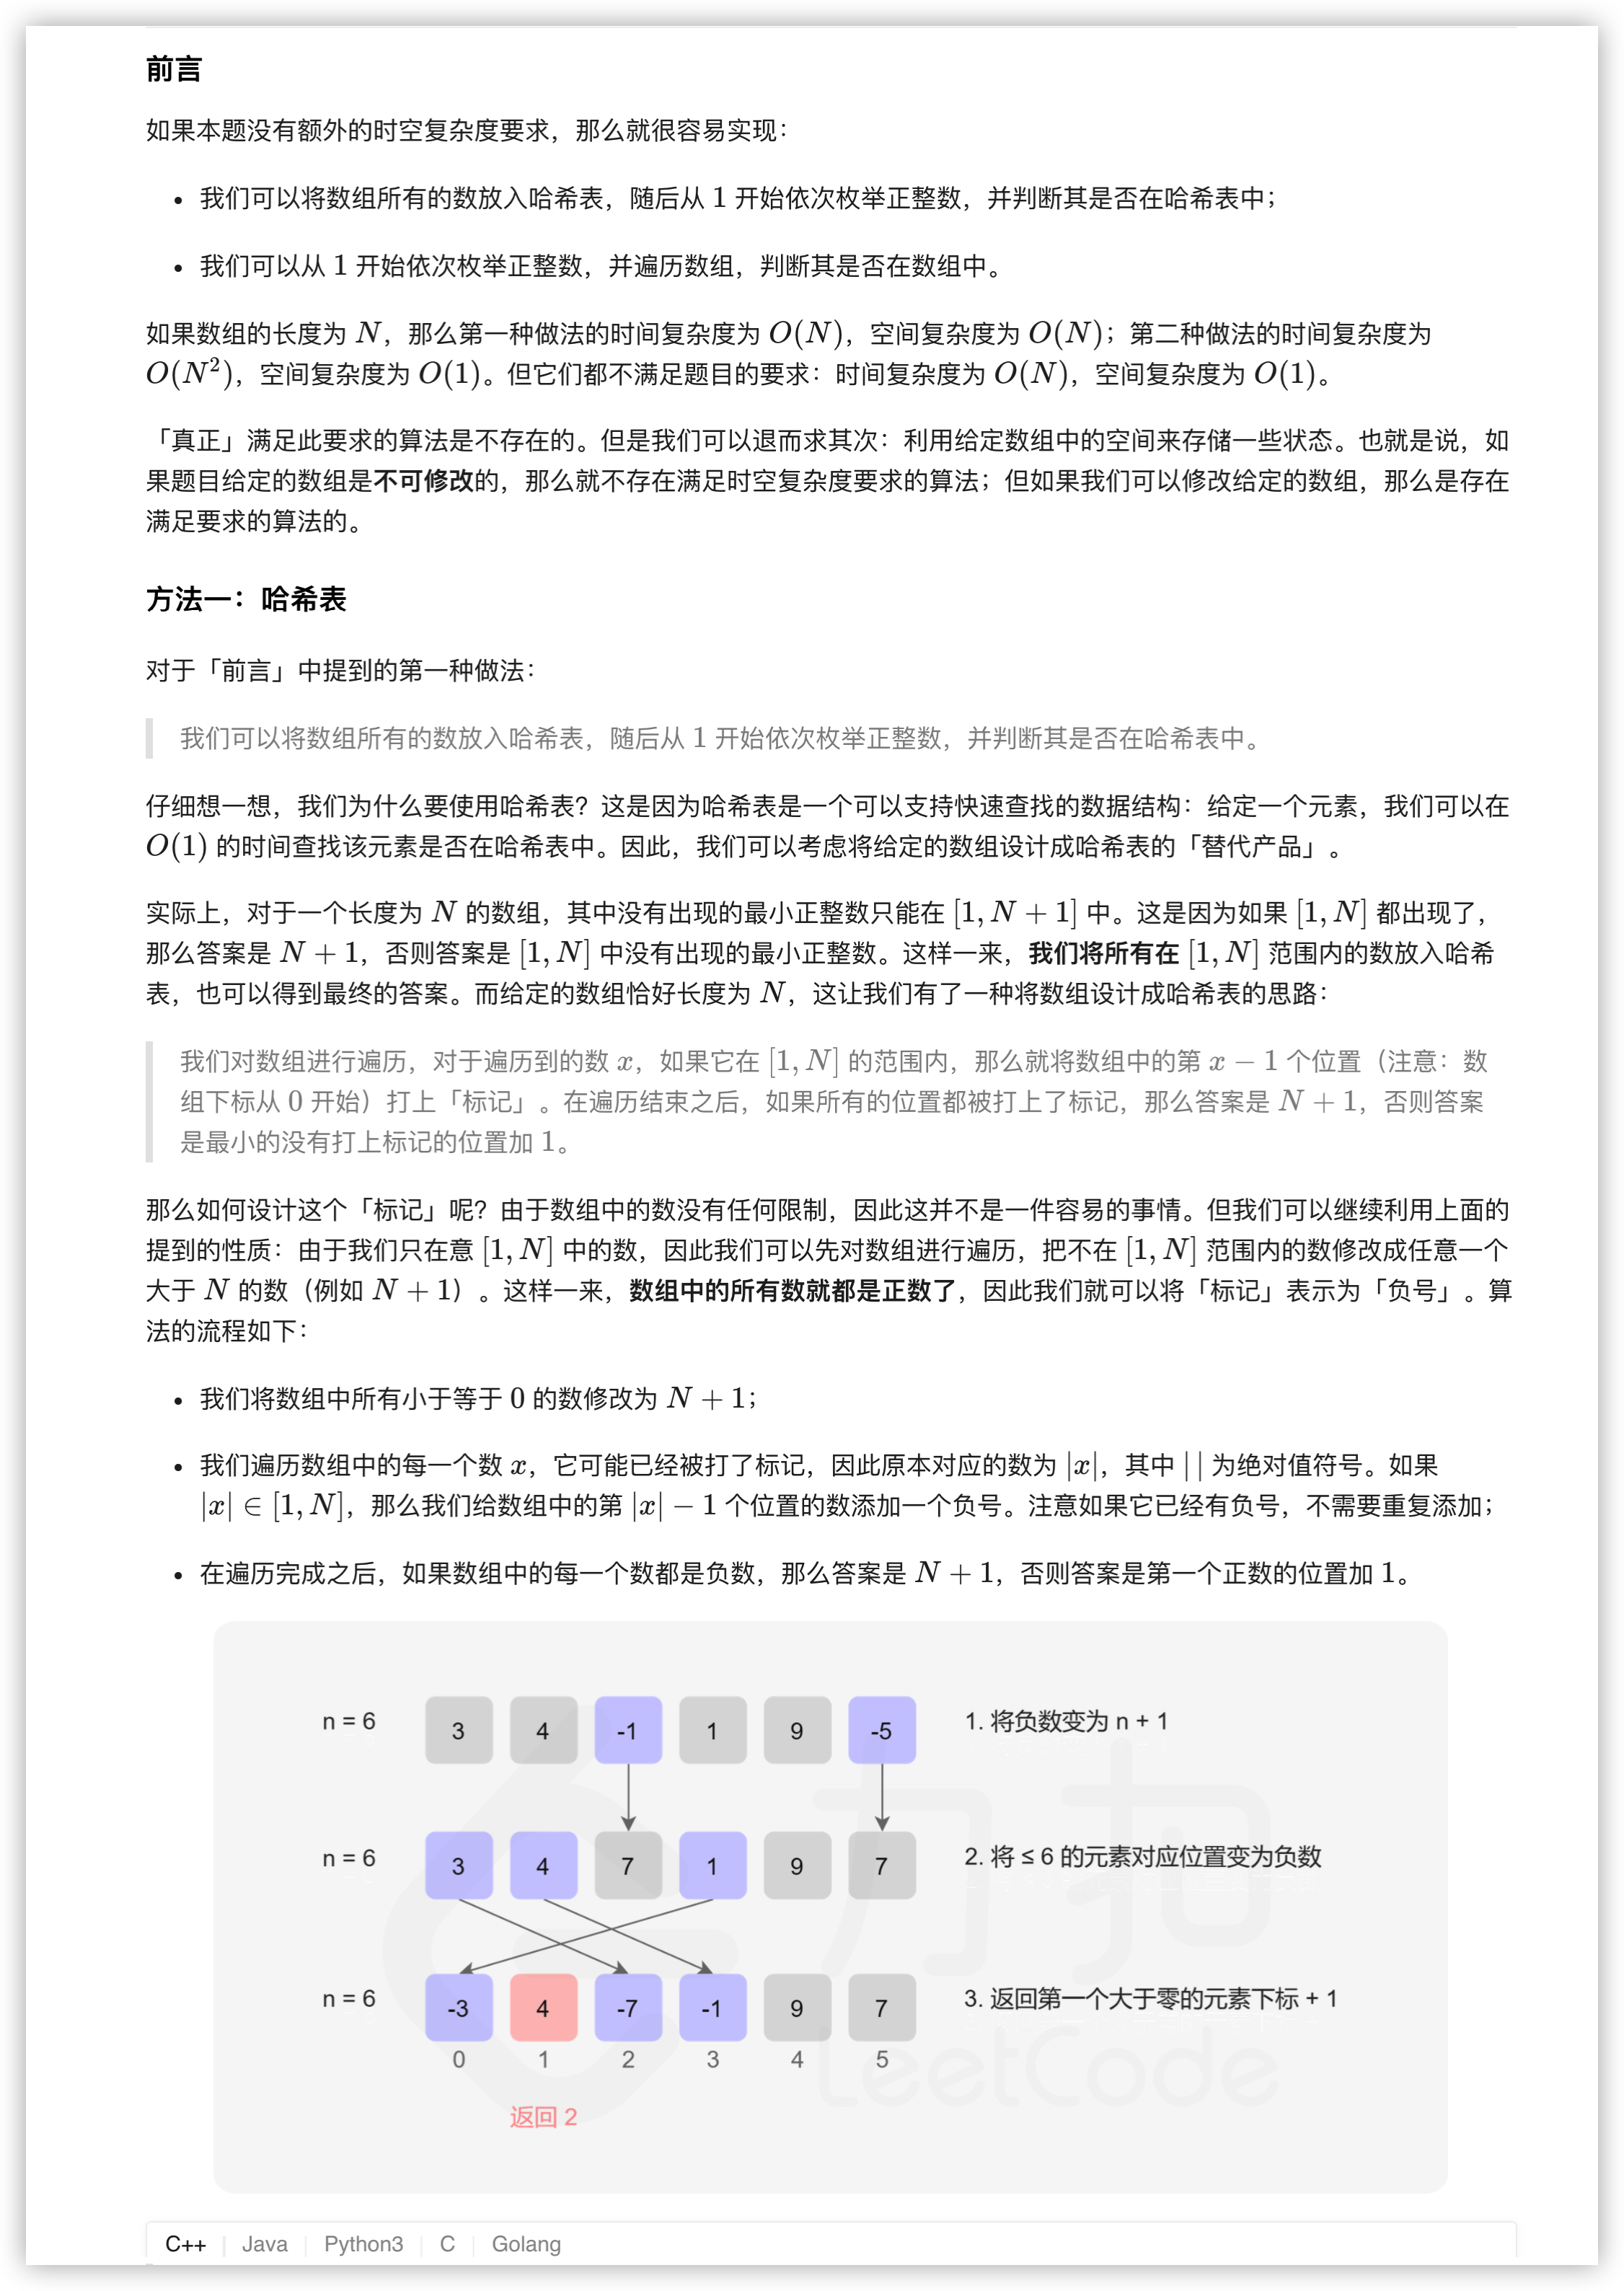 前言
如果本题没有额外的时空复杂度要求，那么就很容易实现：
• 我们可以将数组所有的数放入哈希表，随后从 1 开始依次枚举正整数，并判断其是否在哈希表中；
• 我们可以从 1 开始依次枚举正整数，并遍历数组，判断其是否在数组中。
如果数组的长度为 N，那么第一种做法的时间复杂度为 O(N)，空间复杂度为 O(N)；第二种做法的时间复杂度为
O(N²)，空间复杂度为 O(1)。但它们都不满足题目的要求：时间复杂度为 O(N)，空间复杂度为 O(1)。
「真正」满足此要求的算法是不存在的。但是我们可以退而求其次：利用给定数组中的空间来存储一些状态。也就是说，如
果题目给定的数组是不可修改的，那么就不存在满足时空复杂度要求的算法；但如果我们可以修改给定的数组，那么是存在
满足要求的算法的。
方法一：哈希表
对于「前言」中提到的第一种做法：
我们可以将数组所有的数放入哈希表，随后从 1 开始依次枚举正整数，并判断其是否在哈希表中。
仔细想一想，我们为什么要使用哈希表？这是因为哈希表是一个可以支持快速查找的数据结构：给定一个元素，我们可以在
O(1) 的时间查找该元素是否在哈希表中。因此，我们可以考虑将给定的数组设计成哈希表的「替代产品」。
实际上，对于一个长度为 N 的数组，其中没有出现的最小正整数只能在 [1, N + 1] 中。这是因为如果 [1, N] 都出现了，
那么答案是 N + 1，否则答案是 [1, N] 中没有出现的最小正整数。这样一来，我们将所有在 [1, N] 范围内的数放入哈希
表，也可以得到最终的答案。而给定的数组恰好长度为 N，这让我们有了一种将数组设计成哈希表的思路：
我们对数组进行遍历，对于遍历到的数 x，如果它在 [1, N] 的范围内，那么就将数组中的第 x − 1 个位置（注意：数
组下标从 0 开始）打上「标记」。在遍历结束之后，如果所有的位置都被打上了标记，那么答案是 N + 1，否则答案
是最小的没有打上标记的位置加 1。
那么如何设计这个「标记」呢？由于数组中的数没有任何限制，因此这并不是一件容易的事情。但我们可以继续利用上面的
提到的性质：由于我们只在意 [1, N] 中的数，因此我们可以先对数组进行遍历，把不在 [1, N] 范围内的数修改成任意一个
大于 N 的数（例如 N + 1）。这样一来，数组中的所有数就都是正数了，因此我们就可以将「标记」表示为「负号」。算
法的流程如下：
• 我们将数组中所有小于等于 0 的数修改为 N + 1；
• 我们遍历数组中的每一个数 x，它可能已经被打了标记，因此原本对应的数为 |x|，其中 | | 为绝对值符号。如果
|x| ∈ [1, N]，那么我们给数组中的第 |x| − 1 个位置的数添加一个负号。注意如果它已经有负号，不需要重复添加；
• 在遍历完成之后，如果数组中的每一个数都是负数，那么答案是 N + 1，否则答案是第一个正数的位置加 1。
n = 6 3 4 -1 1 9 -5 1. 将负数变为 n + 1
n = 6 3 4 7 1 9 7 2. 将 ≤ 6 的元素对应位置变为负数
n = 6 -3 4 -7 -1 9 7 3. 返回第一个大于零的元素下标 + 1
0 1 2 3 4 5
返回 2
力扣
LeetCode
C++ Java Python3 C Golang